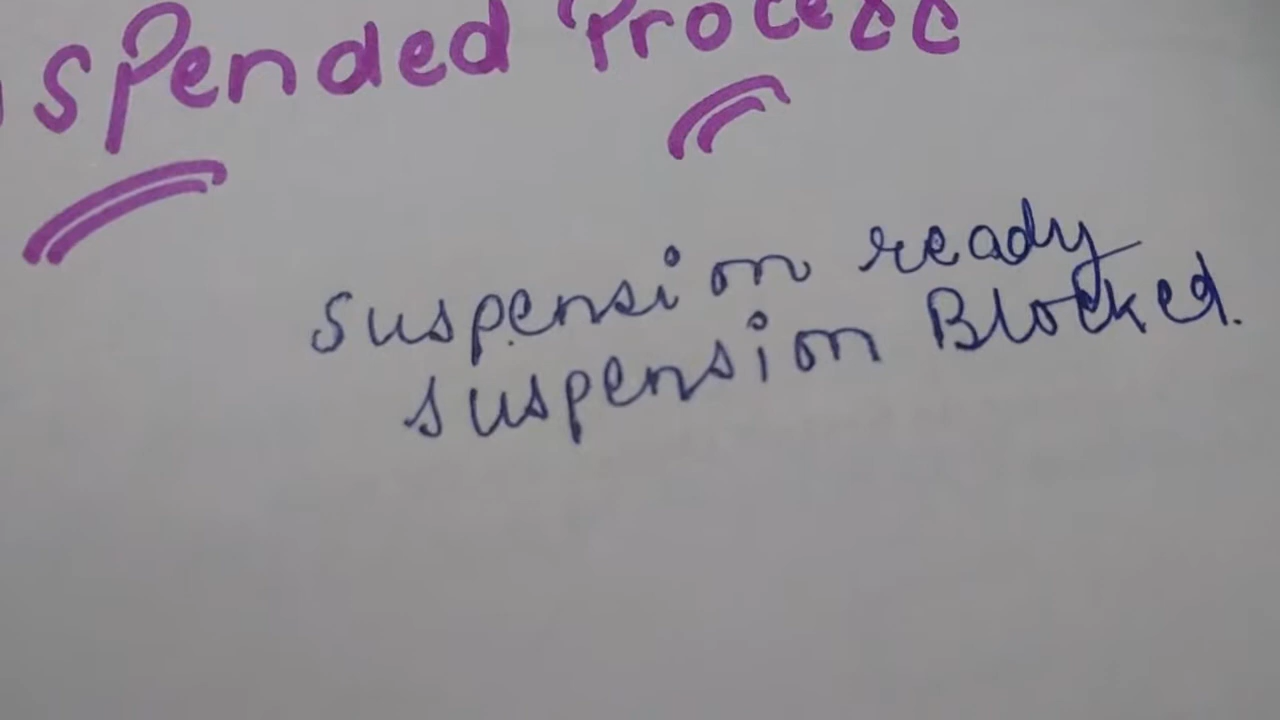 spended Process
suspension ready
suspension Blocked.